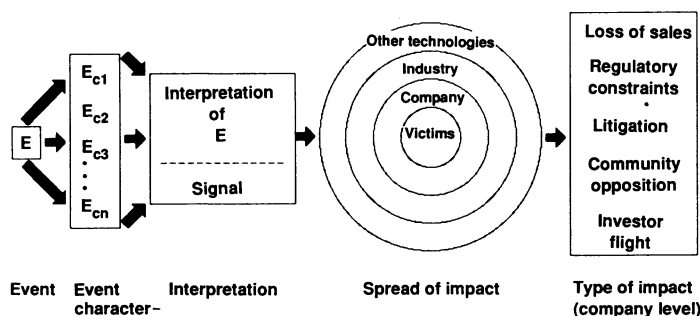 E
Ec1
Ec2
Ec3
Ecn
Interpretation
of
E
Signal
Other technologies
Industry
Company
Victims
Loss of sales
Regulatory
constraints
Litigation
Community
opposition
Investor
flight
Event
Event
character-
Interpretation
Spread of impact
Type of impact
(company level)